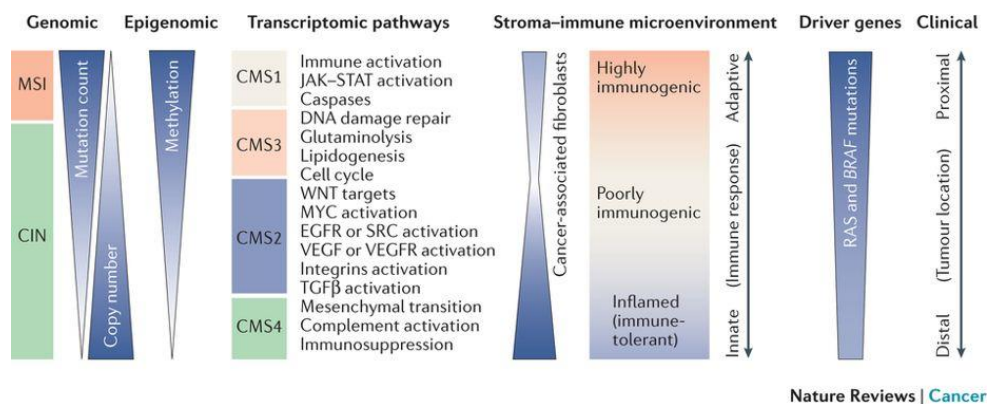 Genomic
Epigenomic
Transcriptomic pathways
Stroma–immune microenvironment
Driver genes
Clinical
MSI
CIN
Mutation count
Copy number
Methylation
CMS1
CMS3
CMS2
CMS4
Immune activation
JAK–STAT activation
Caspases
DNA damage repair
Glutaminolysis
Lipidogenesis
Cell cycle
WNT targets
MYC activation
EGFR or SRC activation
VEGF or VEGFR activation
Integrins activation
TGFβ activation
Mesenchymal transition
Complement activation
Immunosuppression
Cancer-associated fibroblasts
Highly
immunogenic
Poorly
immunogenic
Inflamed
(immune-
tolerant)
Adaptive
(Immune response)
Innate
RAS and BRAF mutations
Proximal
(Tumour location)
Distal
Nature Reviews | Cancer